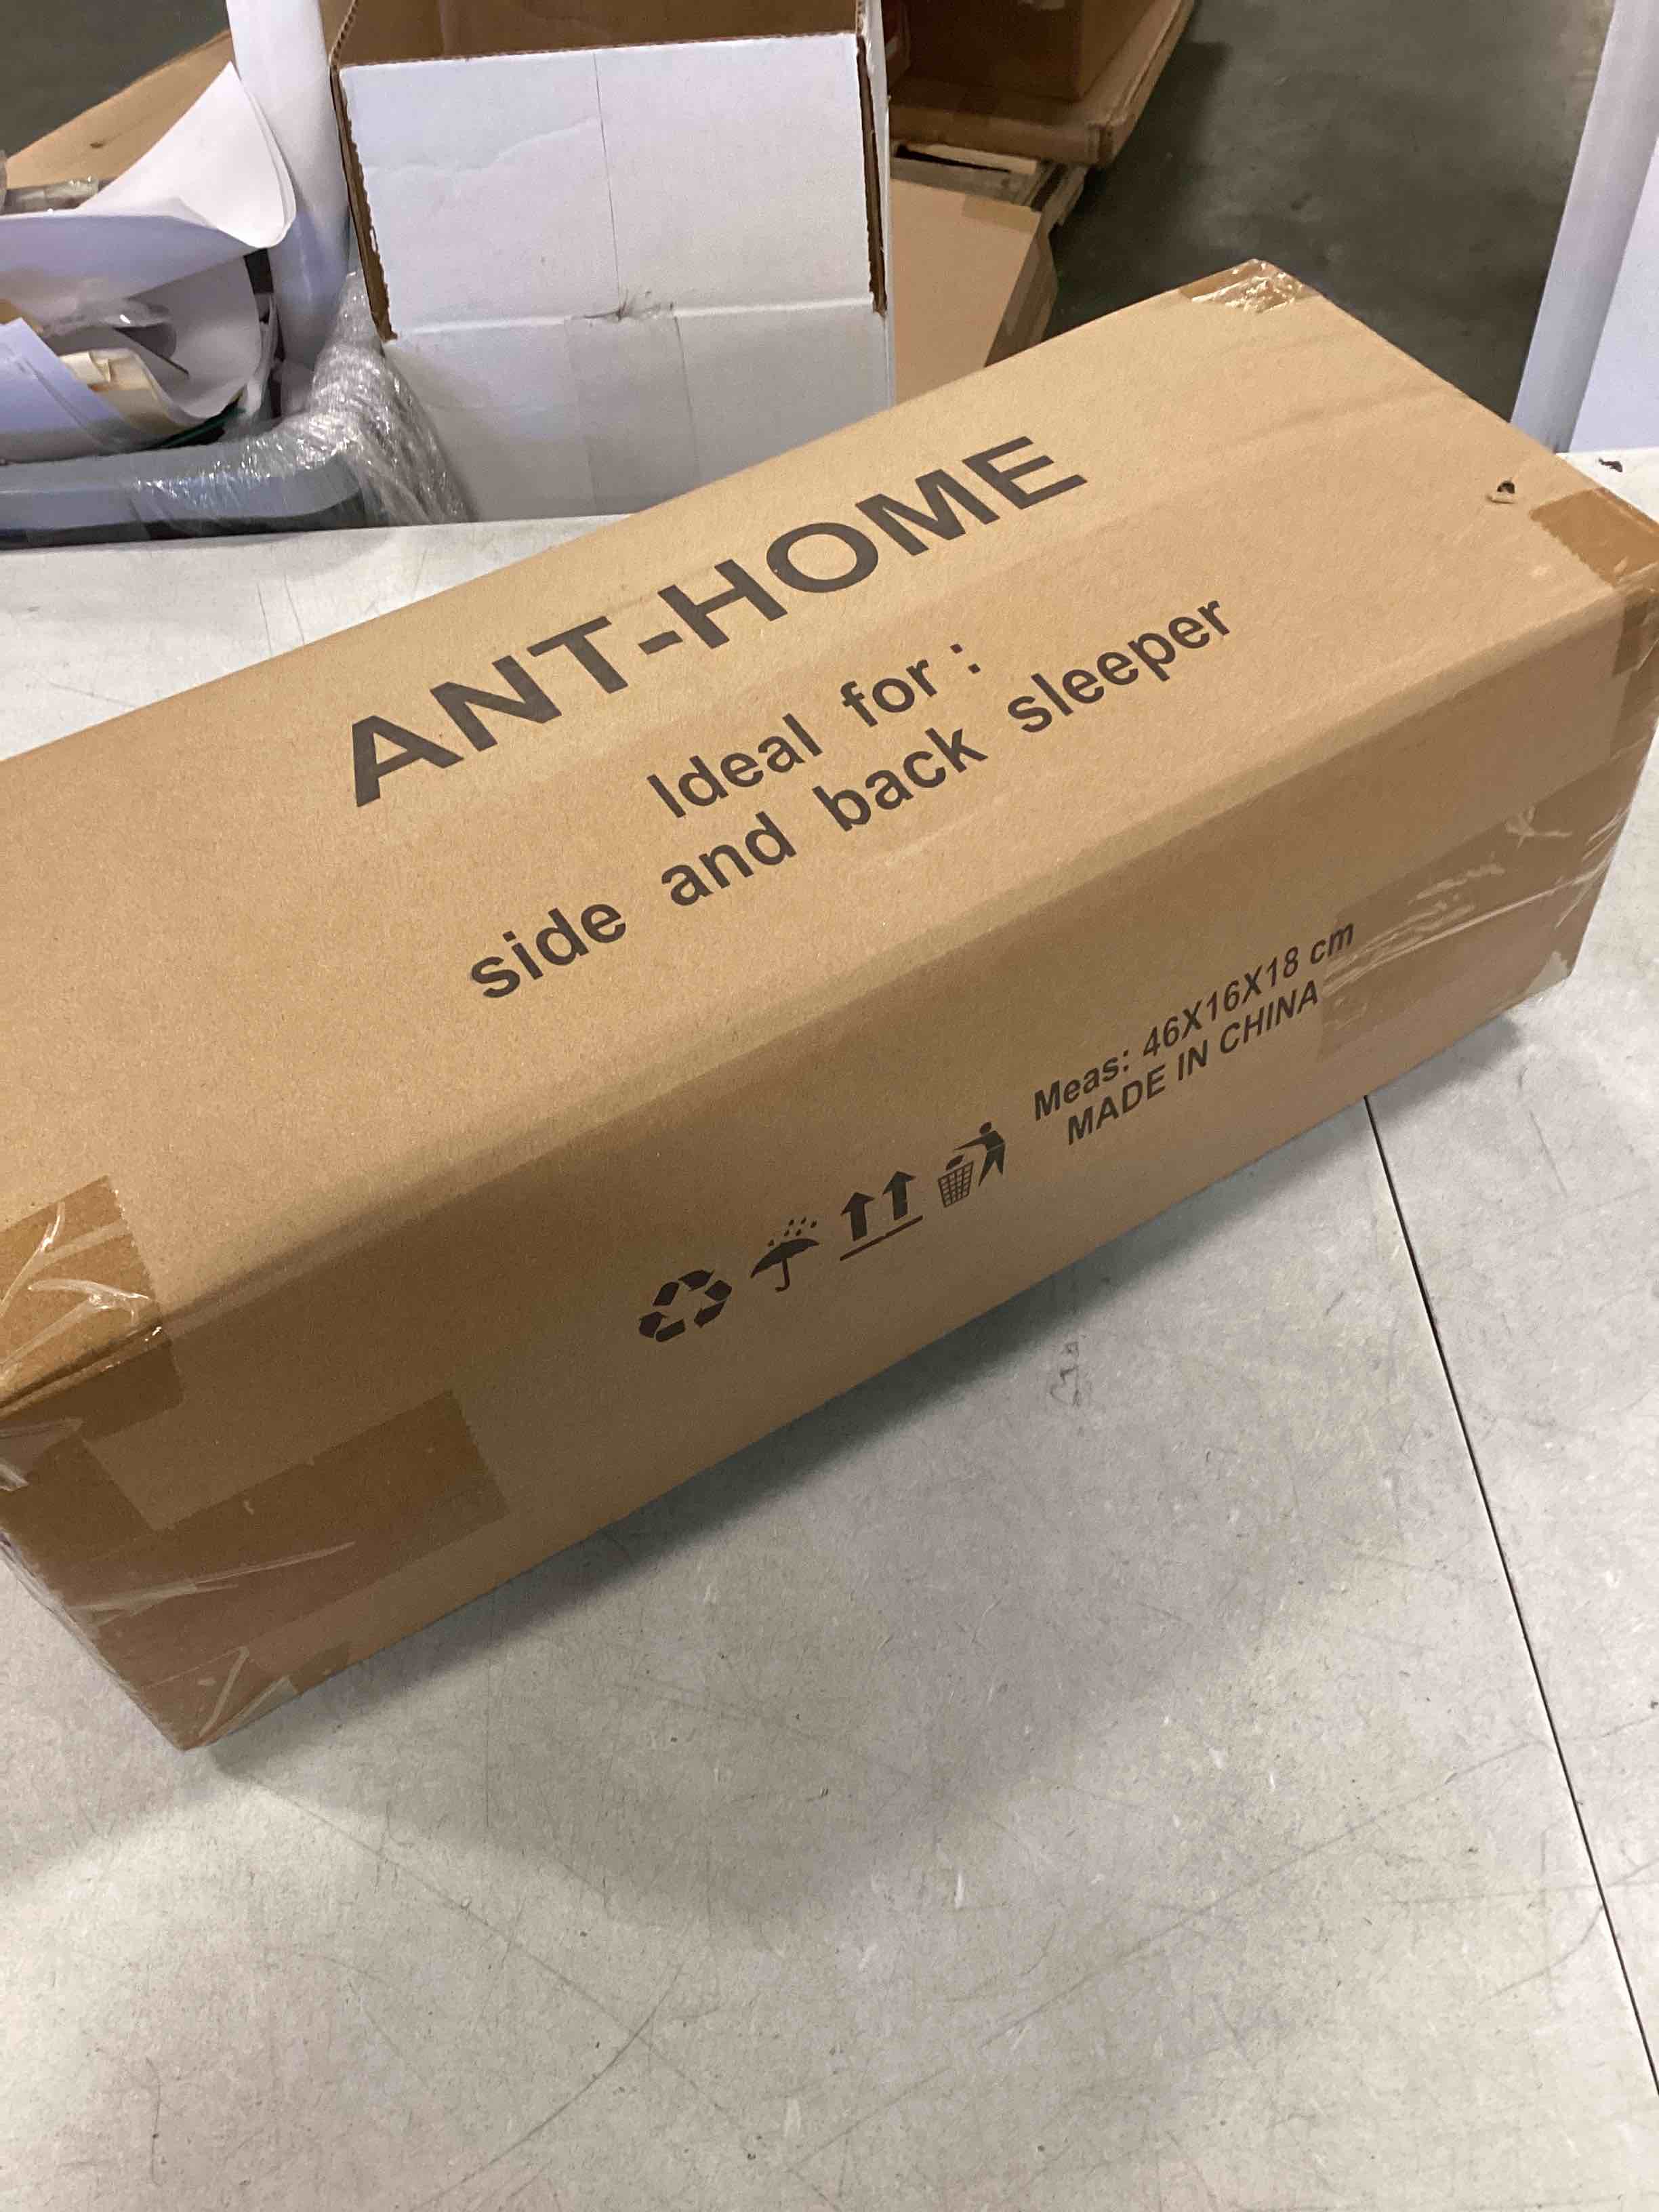 ANT-HOME
Ideal for :
side and back sleeper
Meas: 46X16X18 cm
MADE IN CHINA